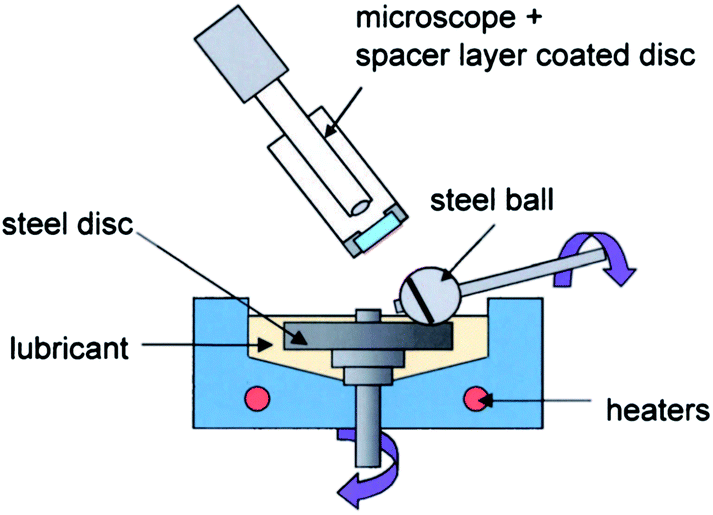 microscope +
spacer layer coated disc
steel ball
steel disc
lubricant
heaters